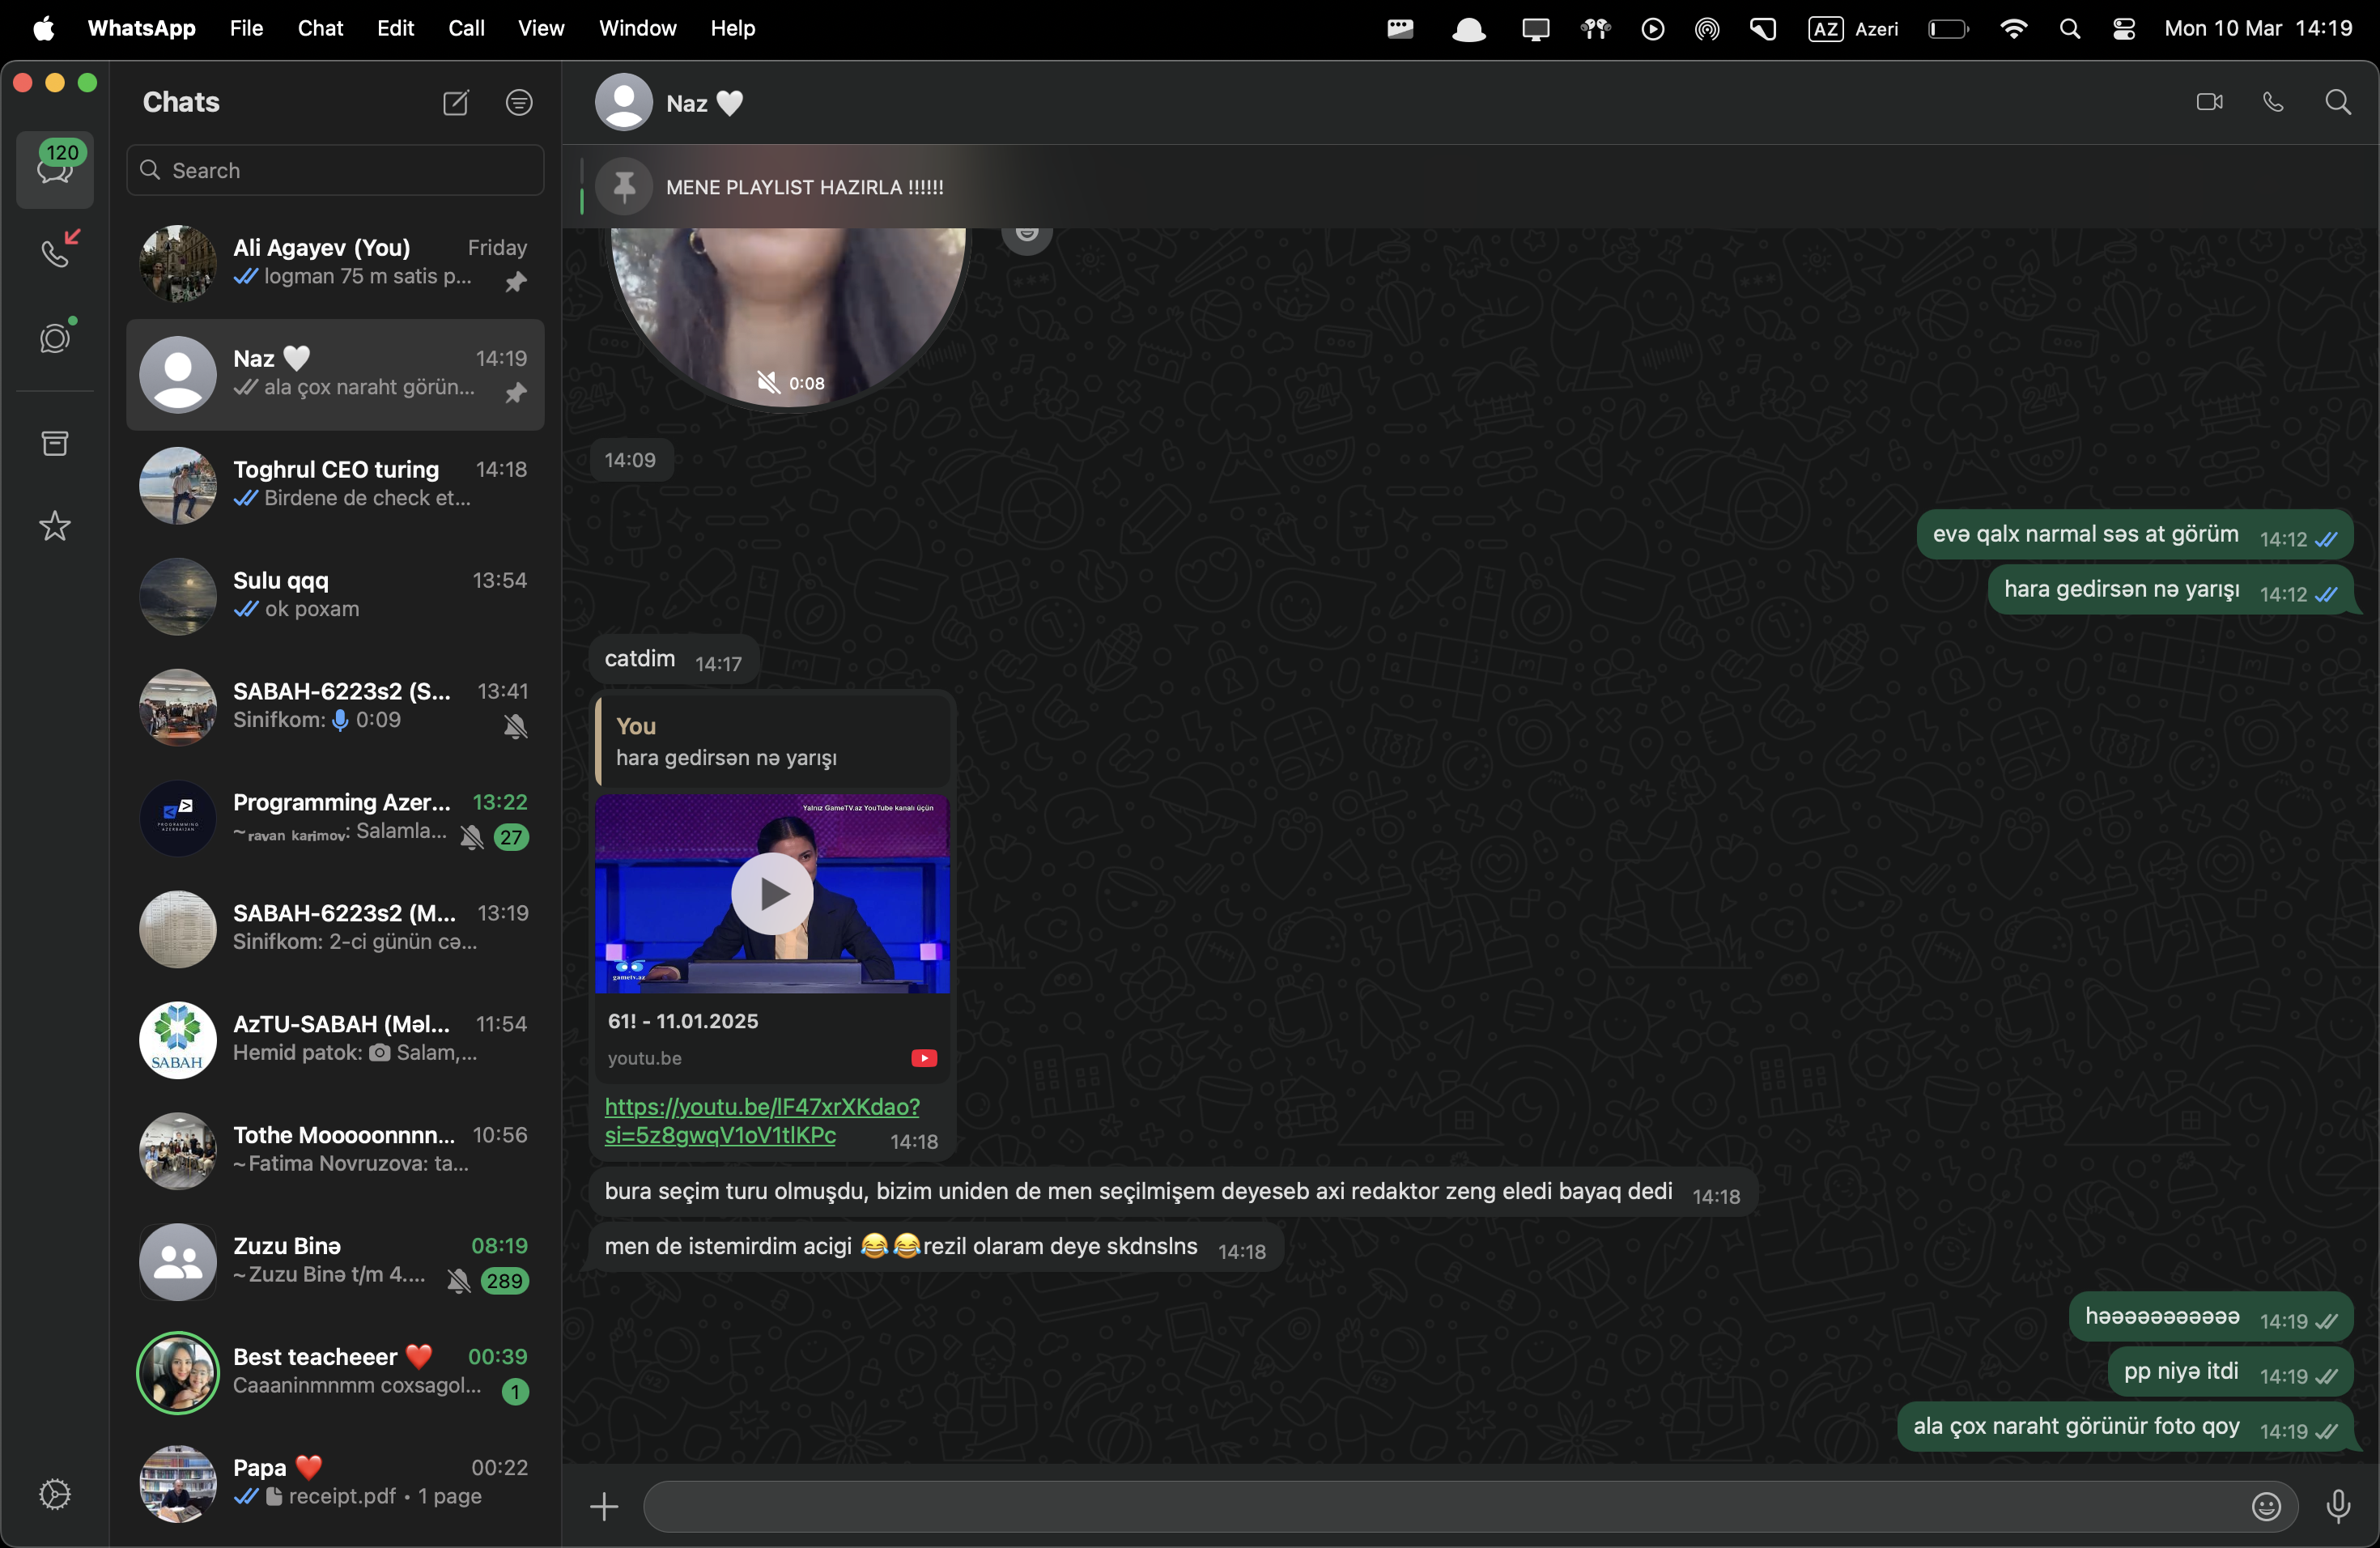 WhatsApp File Chat Edit Call View Window Help AZ Azeri Mon 10 Mar 14:19
Chats
120
Search
Ali Agayev (You) Friday
logman 75 m satis p...
Naz 🤍 14:19
ala çox naraht görün...
Toghrul CEO turing 14:18
Birdene de check et...
Sulu qqq 13:54
ok poxam
SABAH-6223s2 (S... 13:41
Sinifkom: 0:09
Programming Azer... 13:22
~ravan karimov: Salamla... 27
PROGRAMMING
AZERBAIJAN
SABAH-6223s2 (M... 13:19
Sinifkom: 2-ci günün cə...
AzTU-SABAH (Məl... 11:54
Hemid patok: Salam,...
SABAH
Tothe Mooooonnnn... 10:56
~Fatima Novruzova: ta...
Zuzu Binə 08:19
~Zuzu Binə t/m 4.... 289
Best teacheeer ❤️ 00:39
Caaaninmnmm coxsagol... 1
Papa ❤️ 00:22
receipt.pdf • 1 page
Naz 🤍
MENE PLAYLIST HAZIRLA !!!!!!
0:08
14:09
evə qalx narmal səs at görüm 14:12
hara gedirsən nə yarışı 14:12
catdim 14:17
You
hara gedirsən nə yarışı
Yalnız GameTV.az YouTube kanalı üçün
gametv.az
61! - 11.01.2025
youtu.be
https://youtu.be/lF47xrXKdao?
si=5z8gwqV1oV1tlKPc 14:18
bura seçim turu olmuşdu, bizim uniden de men seçilmişem deyeseb axi redaktor zeng eledi bayaq dedi 14:18
men de istemirdim acigi 😂😂rezil olaram deye skdnslns 14:18
həəəəəəəəəəə 14:19
pp niyə itdi 14:19
ala çox naraht görünür foto qoy 14:19